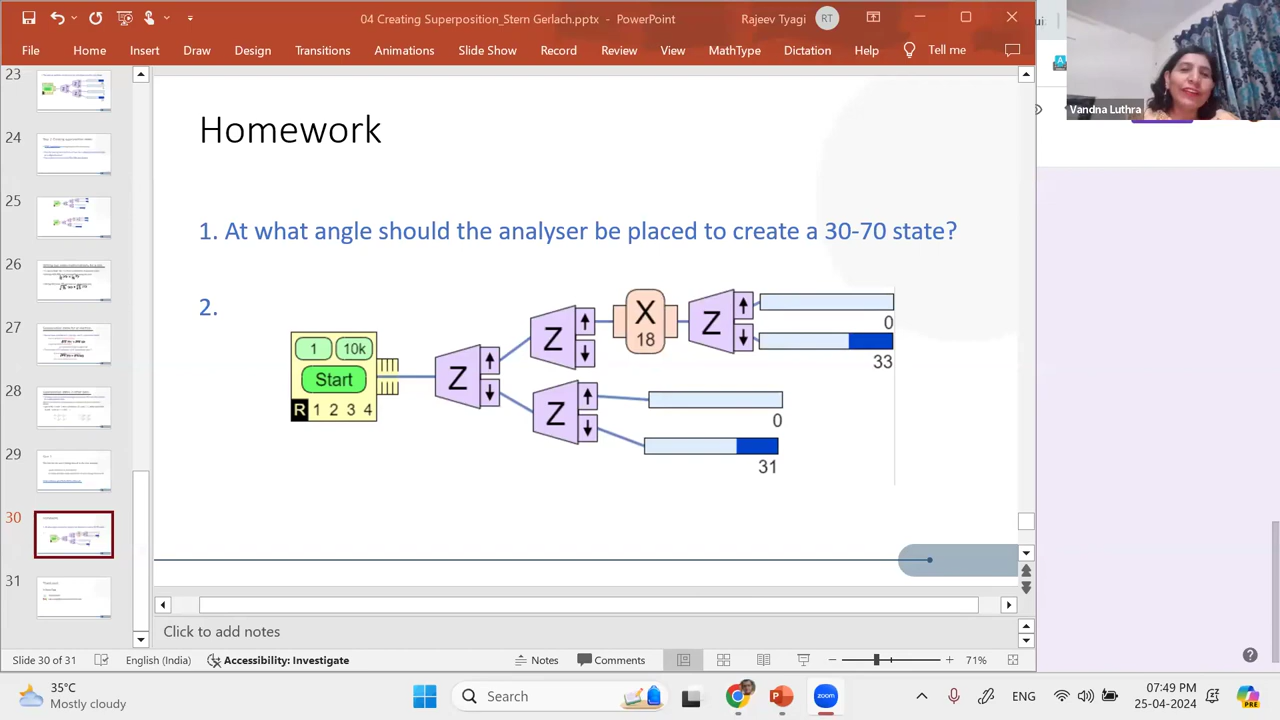 04 Creating Superposition_Stern Gerlach.pptx - PowerPoint
Rajeev Tyagi
RT
File Home Insert Draw Design Transitions Animations Slide Show Record Review View MathType Dictation Help Tell me
Vandna Luthra
23
24
25
26
27
28
29
30
31
Homework
1. At what angle should the analyser be placed to create a 30-70 state?
2.
1 10k
Start
R 1 2 3 4
Z
Z
X
18
Z
0
33
Z
0
31
Click to add notes
Slide 30 of 31 English (India) Accessibility: Investigate Notes Comments 71%
35°C
Mostly cloudy
Search
zoom
ENG
07:49 PM
25-04-2024
PRE